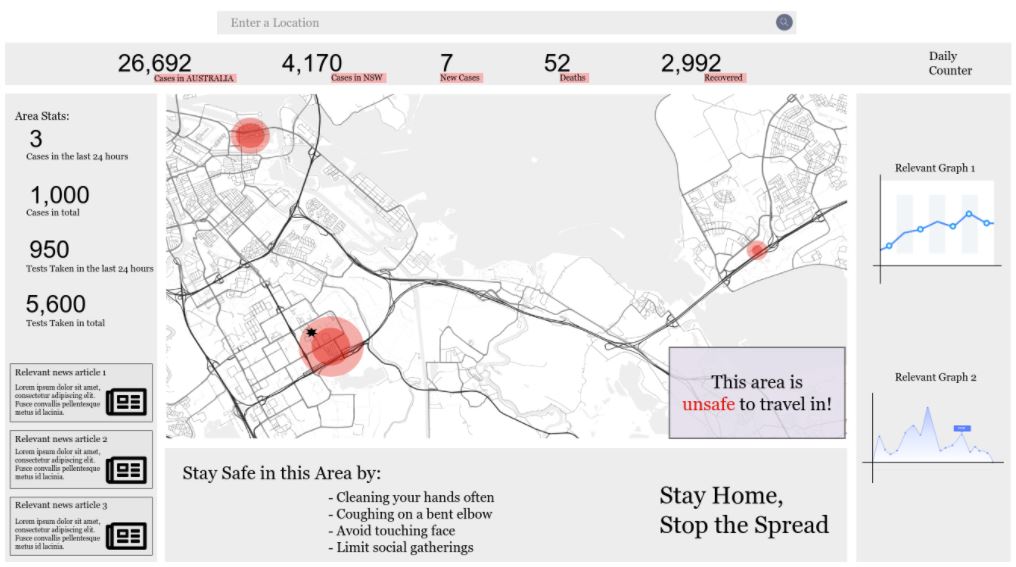 Enter a Location
26,692
Cases in AUSTRALIA
4,170
Cases in NSW
7
New Cases
52
Deaths
2,992
Recovered
Daily
Counter
Area Stats:
3
Cases in the last 24 hours
1,000
Cases in total
950
Tests Taken in the last 24 hours
5,600
Tests Taken in total
Relevant news article 1
Lorem ipsum dolor sit amet,
consectetur adipiscing elit.
Fusce convallis pellentesque
metus id lacinia.
Relevant news article 2
Lorem ipsum dolor sit amet,
consectetur adipiscing elit.
Fusce convallis pellentesque
metus id lacinia.
Relevant news article 3
Lorem ipsum dolor sit amet,
consectetur adipiscing elit.
Fusce convallis pellentesque
metus id lacinia.
This area is
unsafe to travel in!
Stay Safe in this Area by:
- Cleaning your hands often
- Coughing on a bent elbow
- Avoid touching face
- Limit social gatherings
Stay Home,
Stop the Spread
Relevant Graph 1
Relevant Graph 2